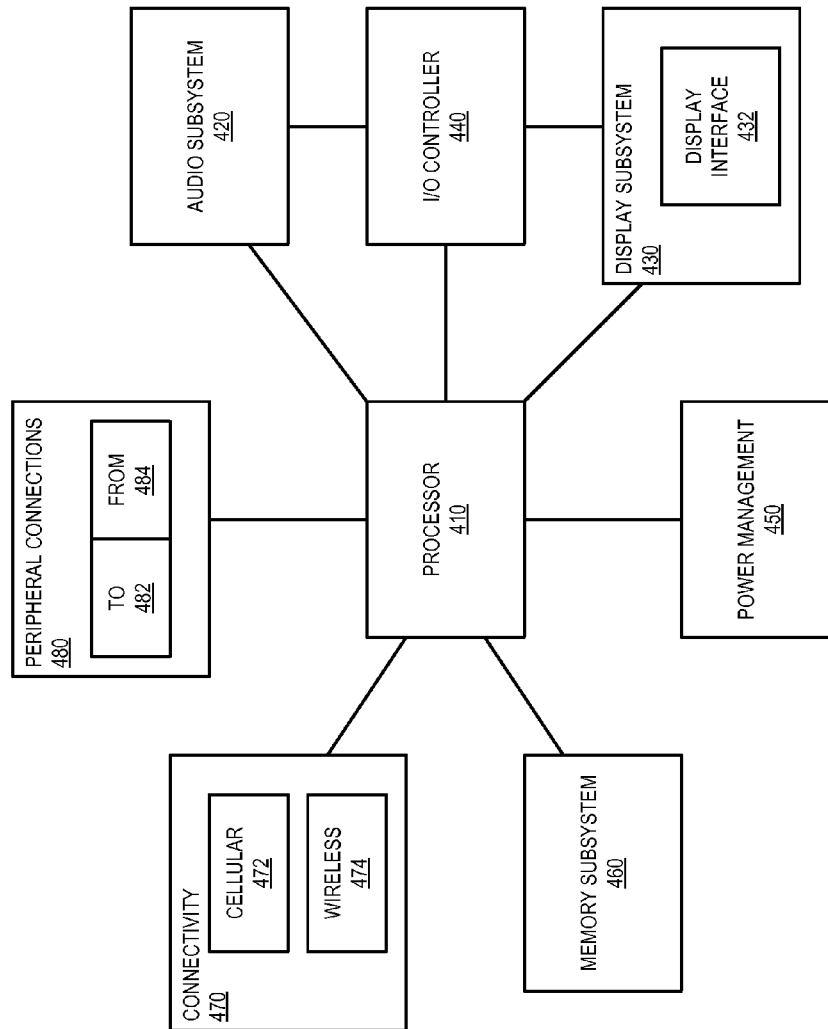 CONNECTIVITY
470
CELLULAR
472
WIRELESS
474
PERIPHERAL CONNECTIONS
480
TO
482
FROM
484
AUDIO SUBSYSTEM
420
MEMORY SUBSYSTEM
460
PROCESSOR
410
I/O CONTROLLER
440
POWER MANAGEMENT
450
DISPLAY SUBSYSTEM
430
DISPLAY
INTERFACE
432